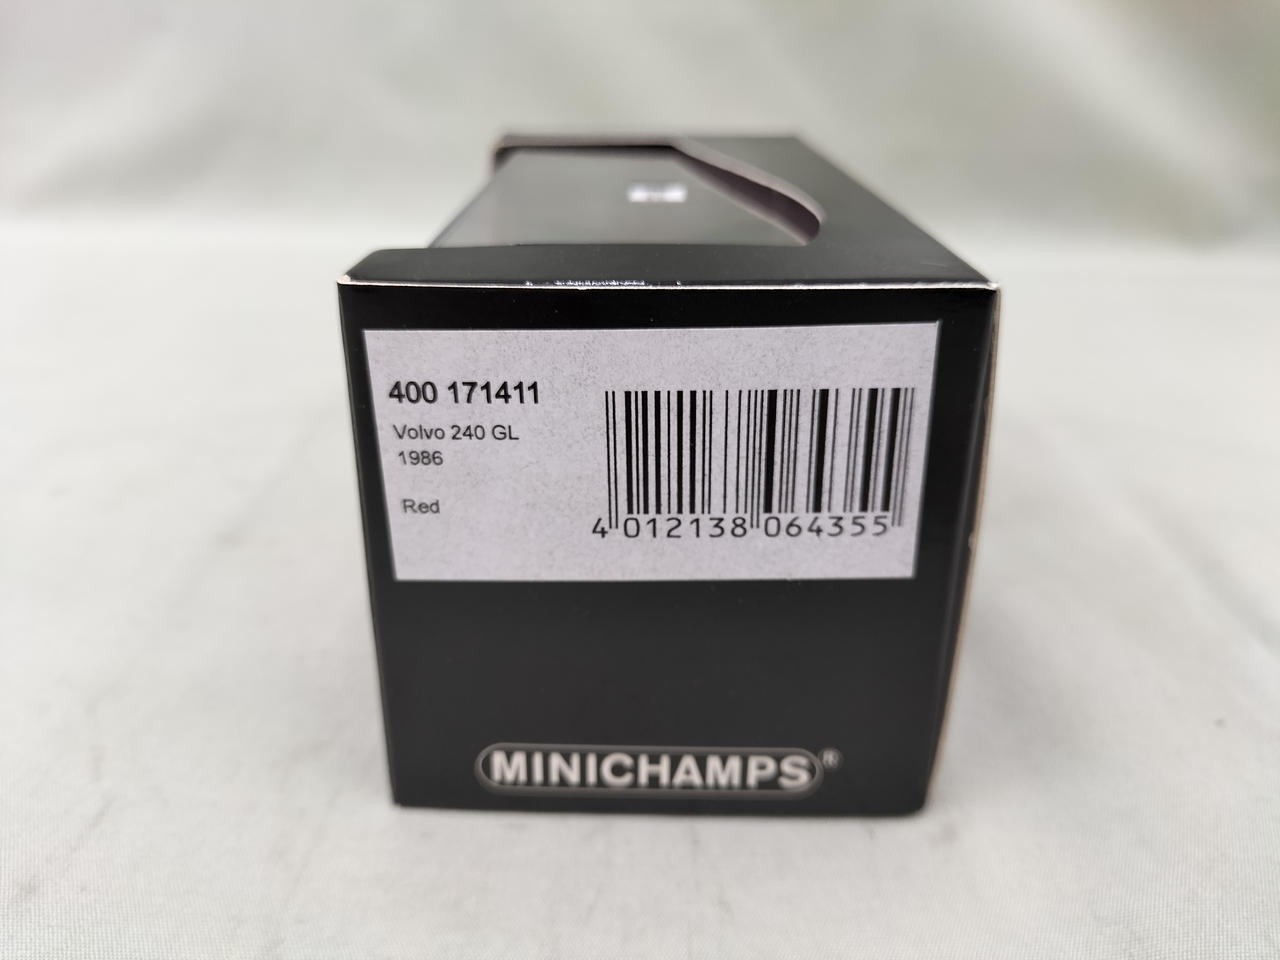 400 171411
Volvo 240 GL
1986
Red
4 012138 064355
MINICHAMPS®